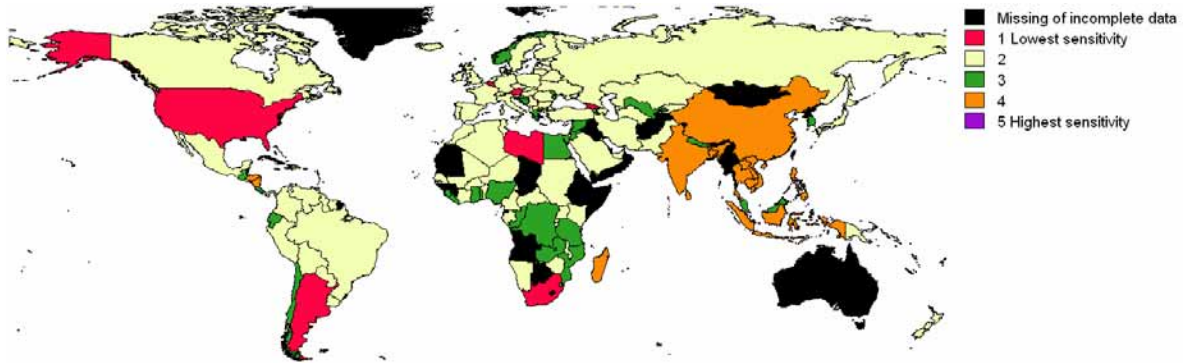 Missing of incomplete data
1 Lowest sensitivity
2
3
4
5 Highest sensitivity